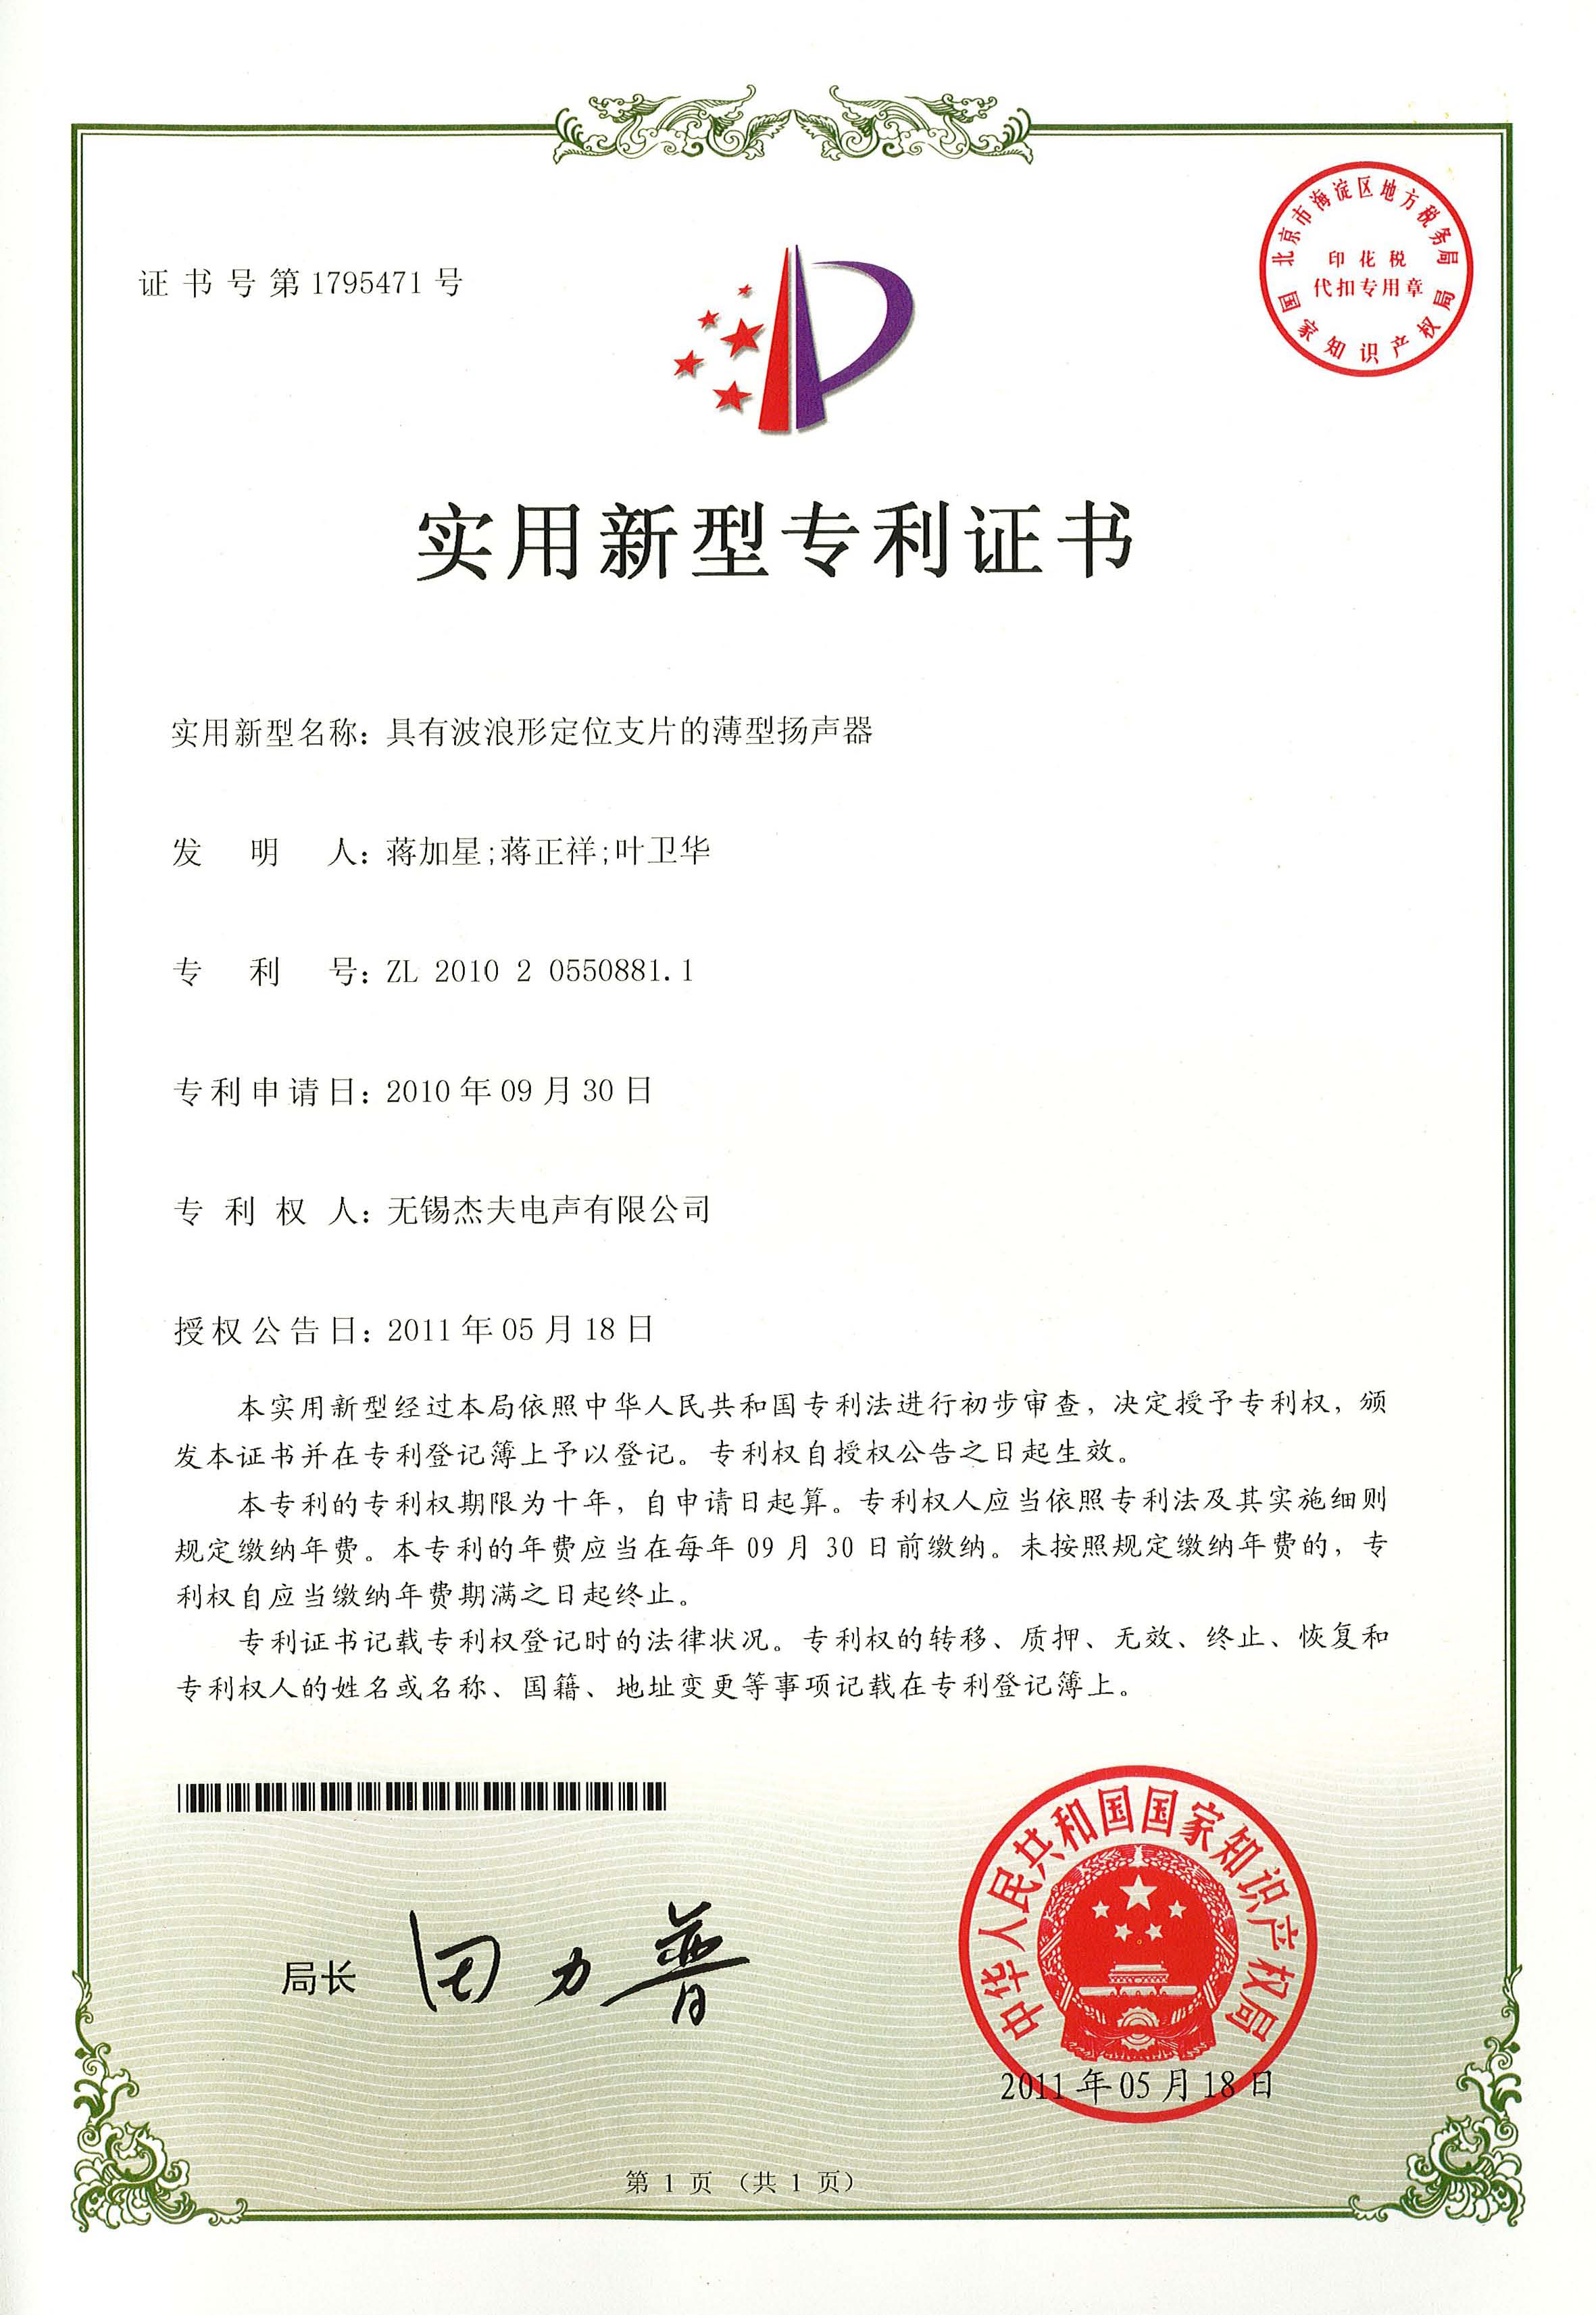 证书号第1795471号
北京市海淀区地方税务局
印花税
代扣专用章
国家知识产权局
实用新型专利证书
实用新型名称：具有波浪形定位支片的薄型扬声器
发明人：蒋加星;蒋正祥;叶卫华
专利号：ZL 2010 2 0550881.1
专利申请日：2010年09月30日
专利权人：无锡杰夫电声有限公司
授权公告日：2011年05月18日
本实用新型经过本局依照中华人民共和国专利法进行初步审查，决定授予专利权，颁
发本证书并在专利登记簿上予以登记。专利权自授权公告之日起生效。
本专利的专利权期限为十年，自申请日起算。专利权人应当依照专利法及其实施细则
规定缴纳年费。本专利的年费应当在每年 09 月 30 日前缴纳。未按照规定缴纳年费的，专
利权自应当缴纳年费期满之日起终止。
专利证书记载专利权登记时的法律状况。专利权的转移、质押、无效、终止、恢复和
专利权人的姓名或名称、国籍、地址变更等事项记载在专利登记簿上。
中华人民共和国国家知识产权局
局长 田力普
2011年05月18日
第 1 页 （共 1 页）